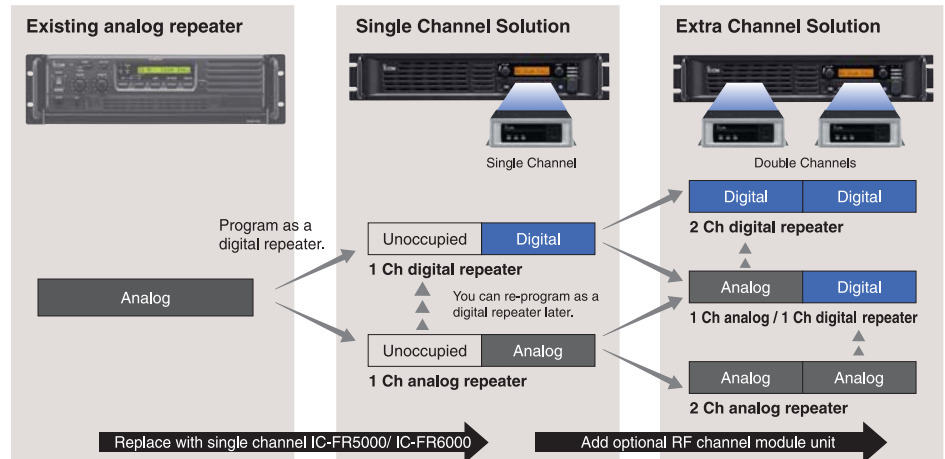 Existing analog repeater
Single Channel Solution
Extra Channel Solution
Single Channel
Double Channels
Digital Digital
2 Ch digital repeater
Program as a
digital repeater.
Unoccupied Digital
1 Ch digital repeater
Analog
You can re-program as a
digital repeater later.
Analog Digital
1 Ch analog / 1 Ch digital repeater
Unoccupied Analog
1 Ch analog repeater
Analog Analog
2 Ch analog repeater
Replace with single channel IC-FR5000/ IC-FR6000
Add optional RF channel module unit